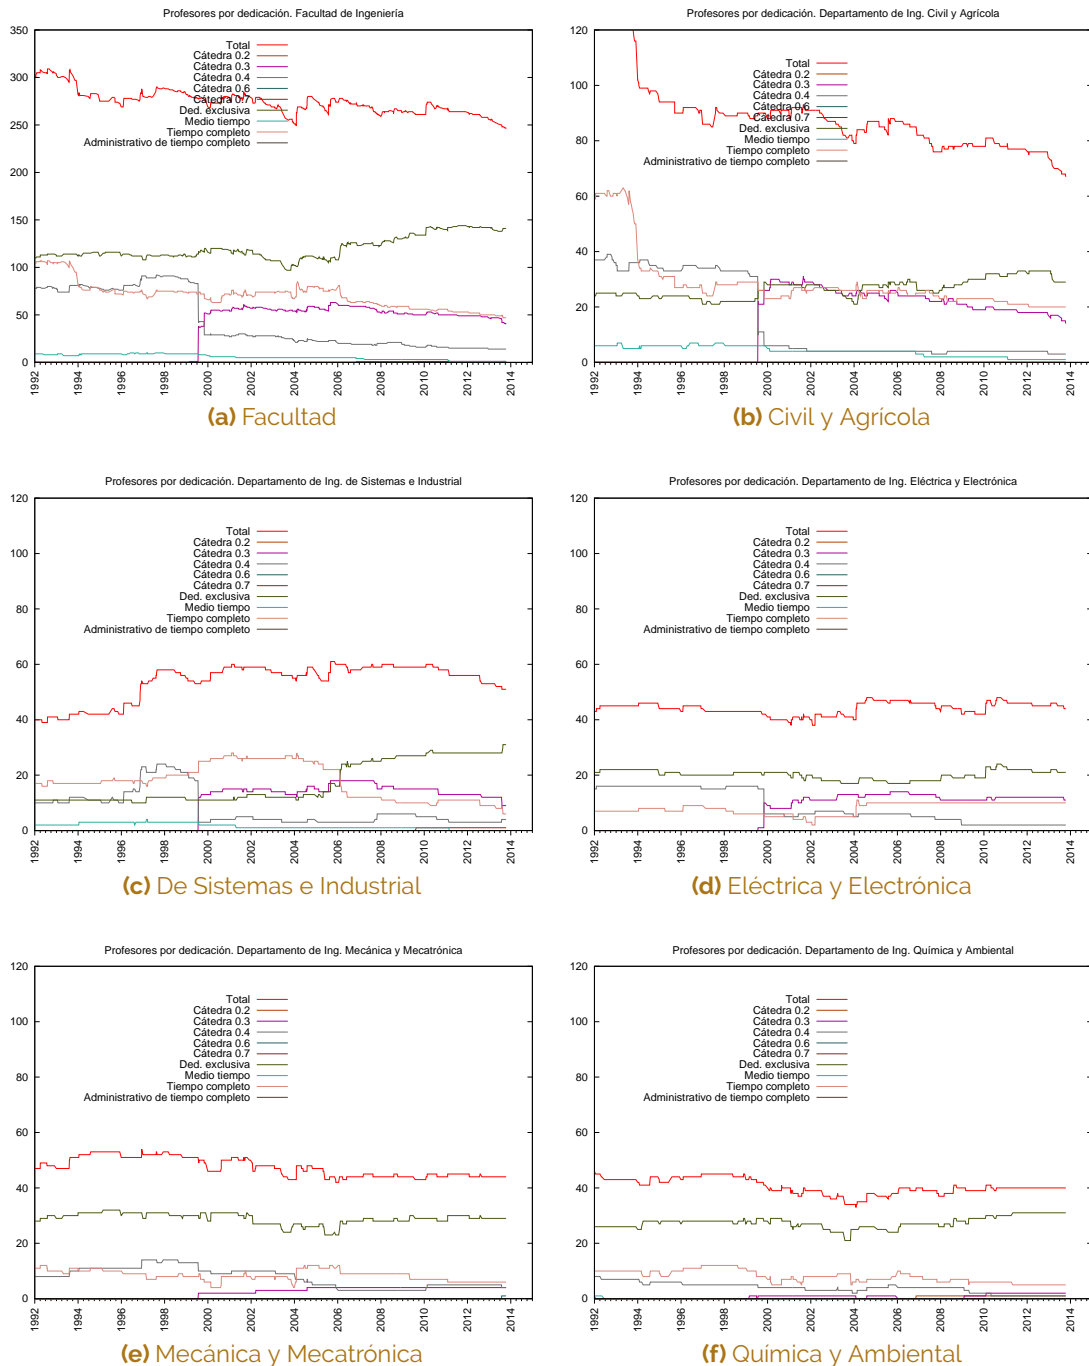 Profesores por dedicación. Facultad de Ingeniería
350
300
250
200
150
100
50
0
Total
Cátedra 0.2
Cátedra 0.3
Cátedra 0.4
Cátedra 0.6
Cátedra 0.7
Ded. exclusiva
Medio tiempo
Tiempo completo
Administrativo de tiempo completo
1992 1994 1996 1998 2000 2002 2004 2006 2008 2010 2012 2014
(a) Facultad
Profesores por dedicación. Departamento de Ing. Civil y Agrícola
120
100
80
60
40
20
0
Total
Cátedra 0.2
Cátedra 0.3
Cátedra 0.4
Cátedra 0.6
Cátedra 0.7
Ded. exclusiva
Medio tiempo
Tiempo completo
Administrativo de tiempo completo
1992 1994 1996 1998 2000 2002 2004 2006 2008 2010 2012 2014
(b) Civil y Agrícola
Profesores por dedicación. Departamento de Ing. de Sistemas e Industrial
120
100
80
60
40
20
0
Total
Cátedra 0.2
Cátedra 0.3
Cátedra 0.4
Cátedra 0.6
Cátedra 0.7
Ded. exclusiva
Medio tiempo
Tiempo completo
Administrativo de tiempo completo
1992 1994 1996 1998 2000 2002 2004 2006 2008 2010 2012 2014
(c) De Sistemas e Industrial
Profesores por dedicación. Departamento de Ing. Eléctrica y Electrónica
120
100
80
60
40
20
0
Total
Cátedra 0.2
Cátedra 0.3
Cátedra 0.4
Cátedra 0.6
Cátedra 0.7
Ded. exclusiva
Medio tiempo
Tiempo completo
Administrativo de tiempo completo
1992 1994 1996 1998 2000 2002 2004 2006 2008 2010 2012 2014
(d) Eléctrica y Electrónica
Profesores por dedicación. Departamento de Ing. Mecánica y Mecatrónica
120
100
80
60
40
20
0
Total
Cátedra 0.2
Cátedra 0.3
Cátedra 0.4
Cátedra 0.6
Cátedra 0.7
Ded. exclusiva
Medio tiempo
Tiempo completo
Administrativo de tiempo completo
1992 1994 1996 1998 2000 2002 2004 2006 2008 2010 2012 2014
(e) Mecánica y Mecatrónica
Profesores por dedicación. Departamento de Ing. Química y Ambiental
120
100
80
60
40
20
0
Total
Cátedra 0.2
Cátedra 0.3
Cátedra 0.4
Cátedra 0.6
Cátedra 0.7
Ded. exclusiva
Medio tiempo
Tiempo completo
Administrativo de tiempo completo
1992 1994 1996 1998 2000 2002 2004 2006 2008 2010 2012 2014
(f) Química y Ambiental